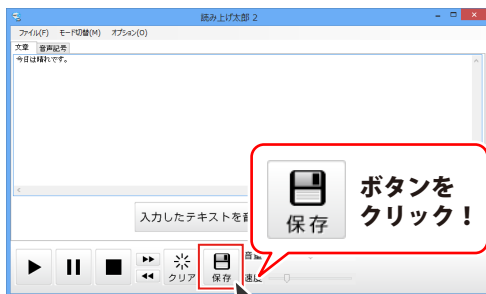 読み上げ太郎 2
ファイル(F) モード切替(M) オプション(O)
文章 音声記号
今日は晴れです。
入力したテキストを
保存
ボタンを
クリック！
クリア
保存
音量
速度